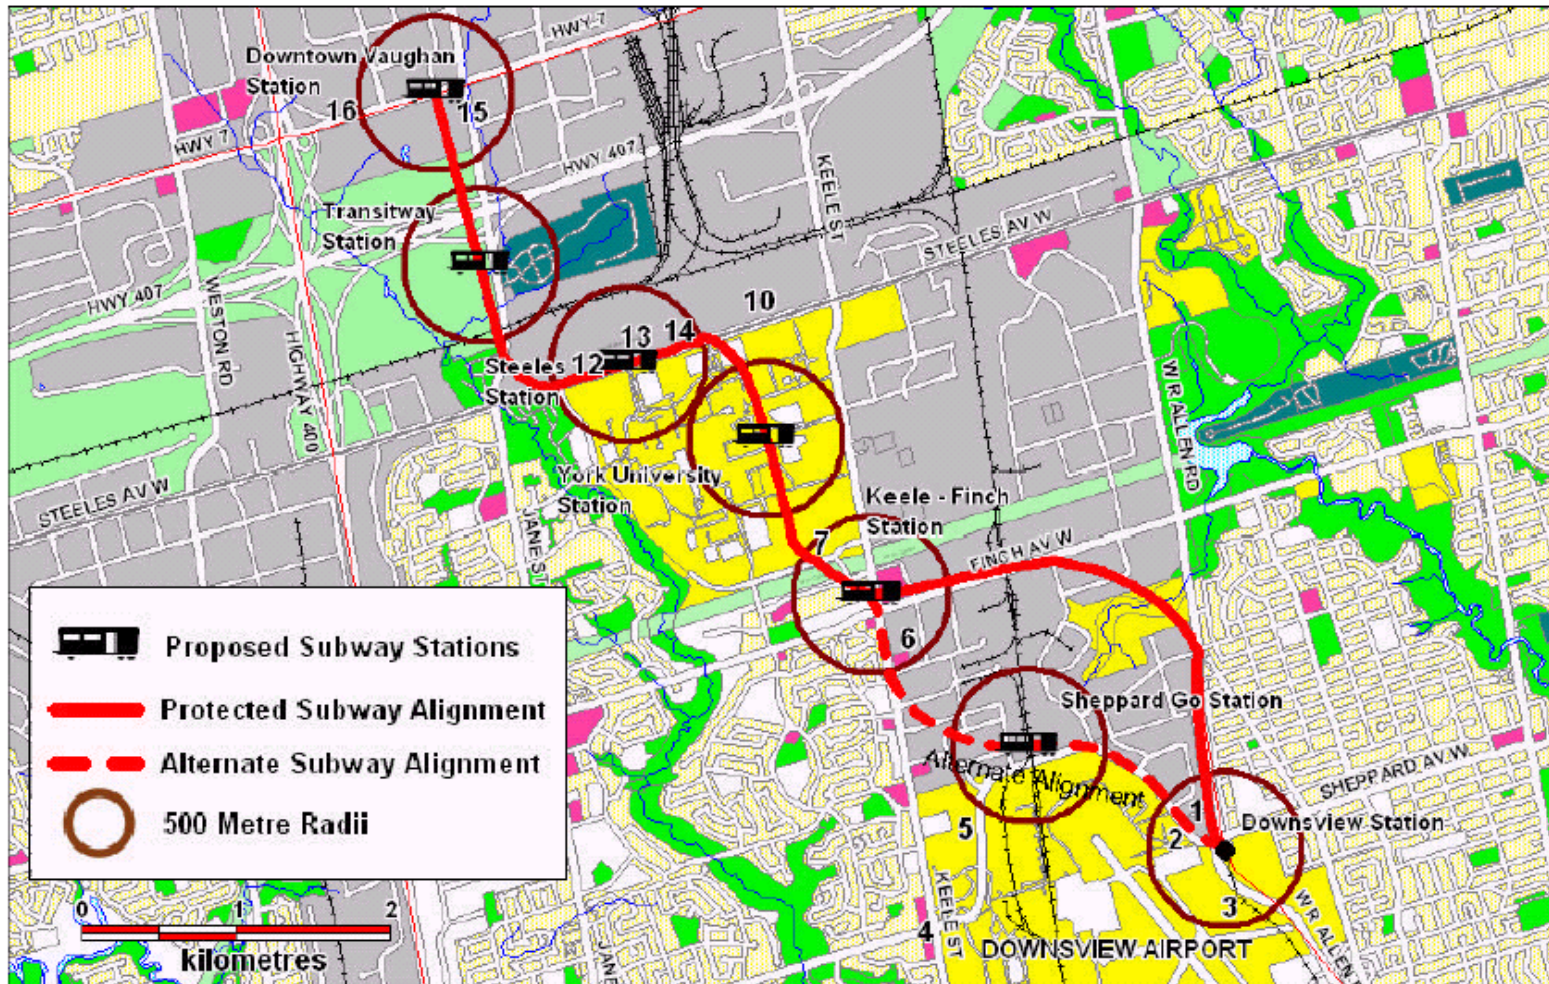 HWY 7
Downtown Vaughan
Station
16
15
HWY 7
HWY 407
KEELE ST
Transitway
Station
STEELES AV W
HWY 407
WESTON RD
HIGHWAY 400
10
13
14
12
Steeles
Station
W R ALLEN RD
STEELES AV W
JANE ST
York University
Station
Keele - Finch
Station
7
FINCH AV W
6
Proposed Subway Stations
Protected Subway Alignment
Alternate Subway Alignment
500 Metre Radii
Sheppard Go Station
Alternate Alignment
SHEPPARD AV W
1
2
Downsview Station
5
3
4
KEELE ST
W R ALLEN
DOWNSVIEW AIRPORT
JANE
0
1
2
kilometres